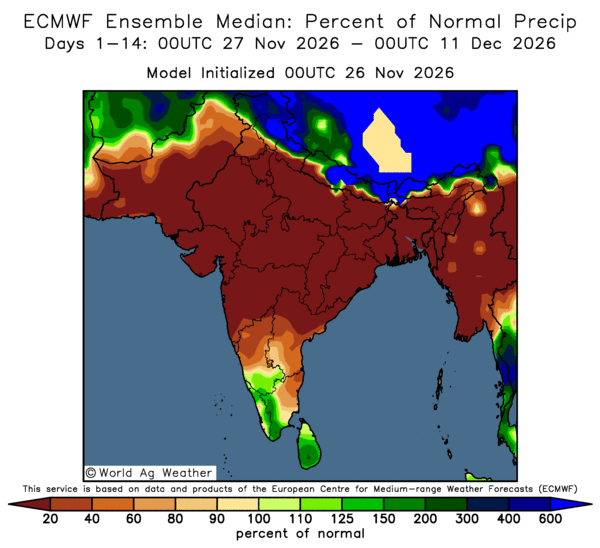 ECMWF Ensemble Median: Percent of Normal Precip
Days 1-14: 00UTC 27 Nov 2026 - 00UTC 11 Dec 2026
Model Initialized 00UTC 26 Nov 2026
© World Ag Weather
This service is based on data and products of the European Centre for Medium-range Weather Forecasts (ECMWF)
20 40 60 80 90 100 110 125 150 200 300 400 600
percent of normal